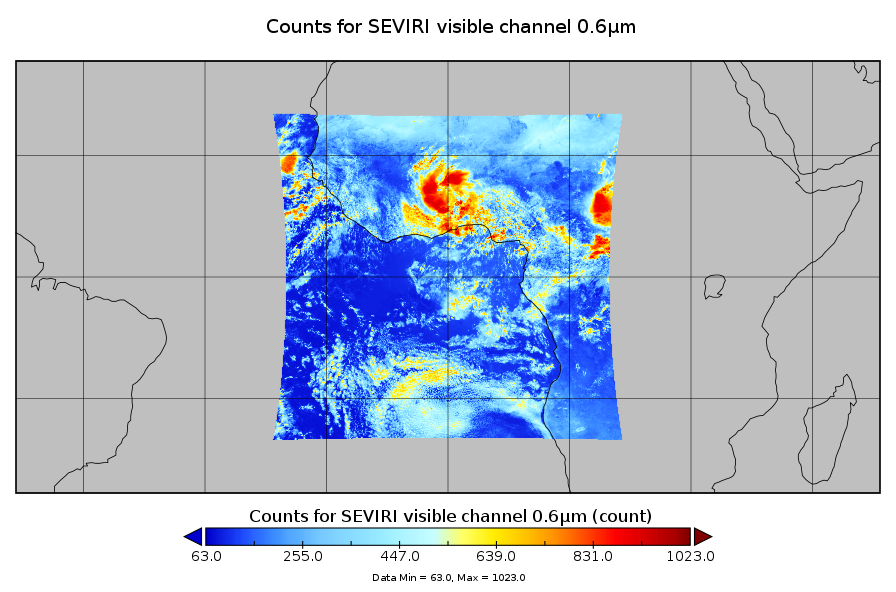 Counts for SEVIRI visible channel 0.6μm
Counts for SEVIRI visible channel 0.6μm (count)
63.0 255.0 447.0 639.0 831.0 1023.0
Data Min = 63.0, Max = 1023.0